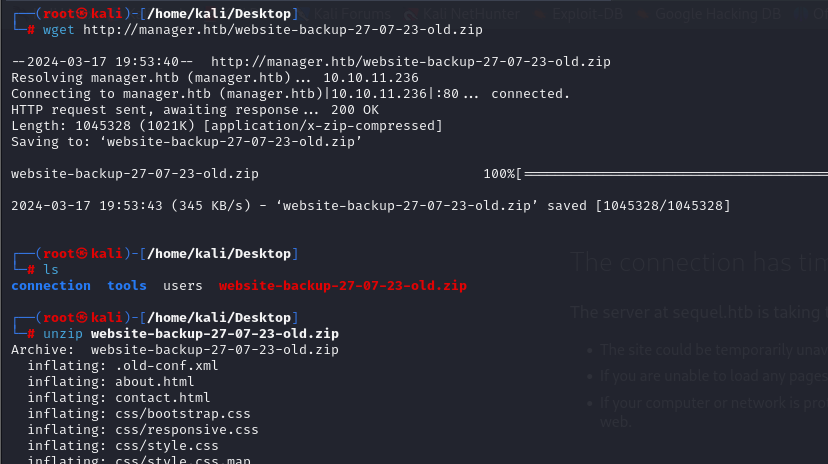 Kali Forums Kali NetHunter Exploit-DB Google Hacking DB
┌──(root㉿kali)-[/home/kali/Desktop]
└─# wget http://manager.htb/website-backup-27-07-23-old.zip
--2024-03-17 19:53:40--  http://manager.htb/website-backup-27-07-23-old.zip
Resolving manager.htb (manager.htb)... 10.10.11.236
Connecting to manager.htb (manager.htb)|10.10.11.236|:80... connected.
HTTP request sent, awaiting response... 200 OK
Length: 1045328 (1021K) [application/x-zip-compressed]
Saving to: ‘website-backup-27-07-23-old.zip’
website-backup-27-07-23-old.zip 100%[==================================
2024-03-17 19:53:43 (345 KB/s) - ‘website-backup-27-07-23-old.zip’ saved [1045328/1045328]
┌──(root㉿kali)-[/home/kali/Desktop]
└─# ls
connection  tools  users  website-backup-27-07-23-old.zip
┌──(root㉿kali)-[/home/kali/Desktop]
└─# unzip website-backup-27-07-23-old.zip
Archive:  website-backup-27-07-23-old.zip
  inflating: .old-conf.xml
  inflating: about.html
  inflating: contact.html
  inflating: css/bootstrap.css
  inflating: css/responsive.css
  inflating: css/style.css
  inflating: css/style.css.map
The connection has tim
The server at sequel.htb is taking
The site could be temporarily unav
If you are unable to load any pages
If your computer or network is pro
web.